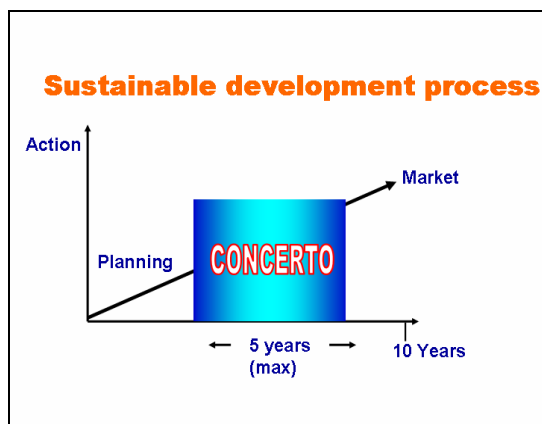 Sustainable development process
Action
Market
Planning
CONCERTO
5 years
(max)
10 Years